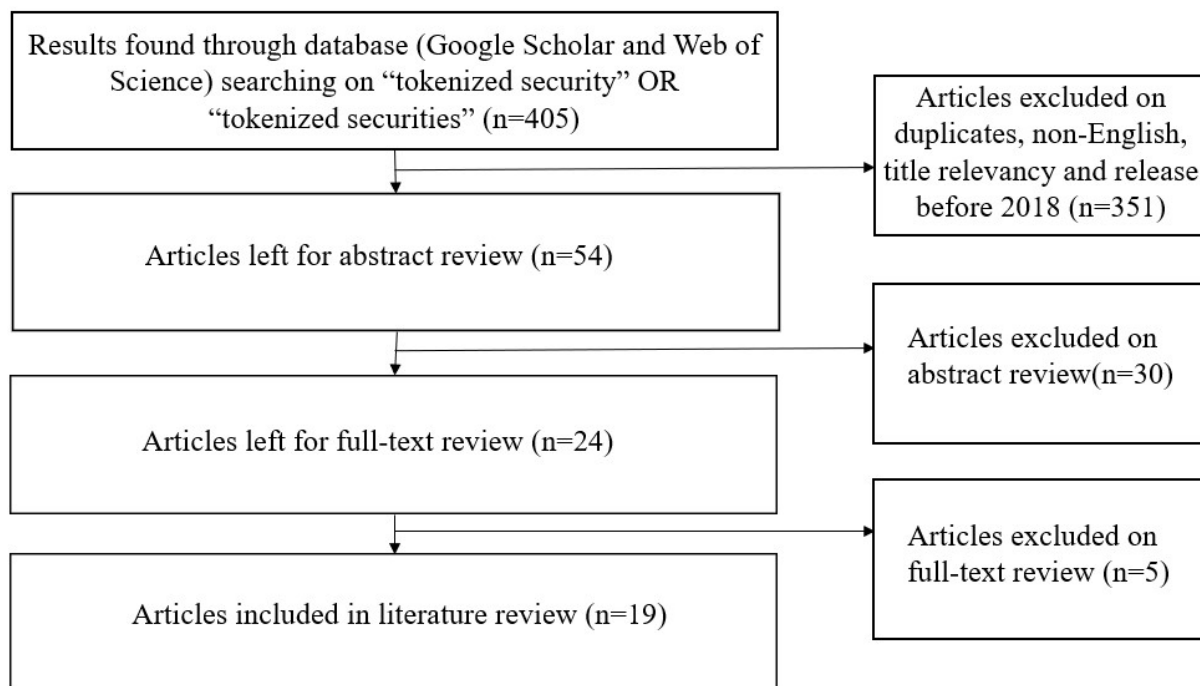 Results found through database (Google Scholar and Web of
Science) searching on “tokenized security” OR
“tokenized securities” (n=405)
Articles excluded on
duplicates, non-English,
title relevancy and release
before 2018 (n=351)
Articles left for abstract review (n=54)
Articles excluded on
abstract review(n=30)
Articles left for full-text review (n=24)
Articles excluded on
full-text review (n=5)
Articles included in literature review (n=19)